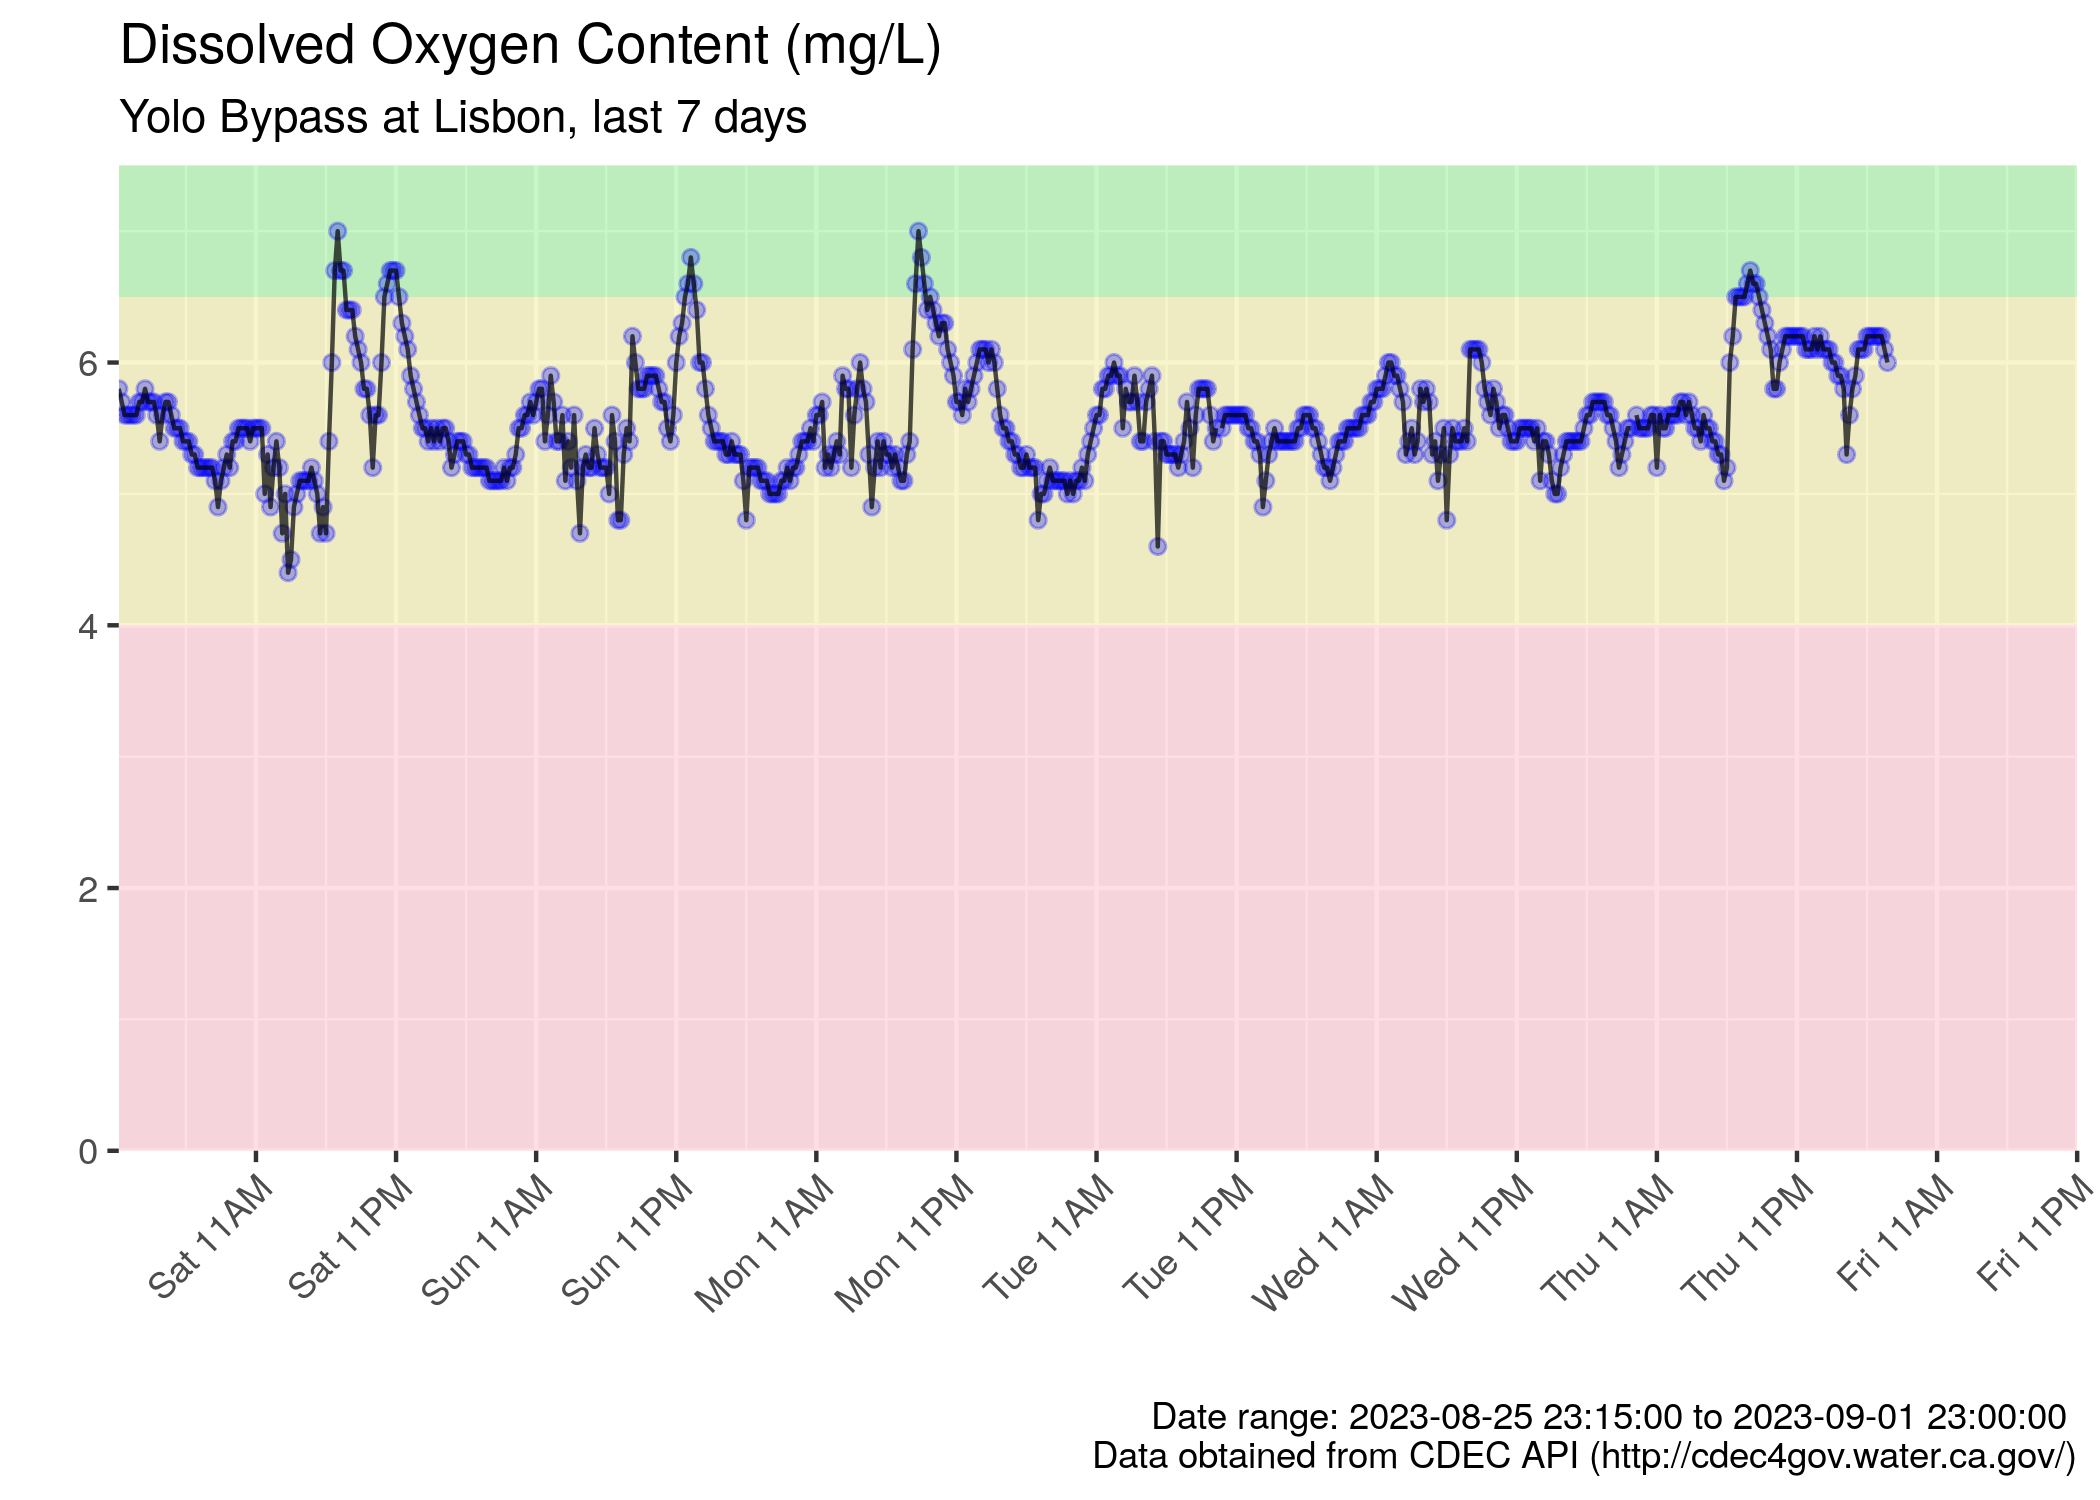 Dissolved Oxygen Content (mg/L)
Yolo Bypass at Lisbon, last 7 days
6
4
2
0
Sat 11AM
Sat 11PM
Sun 11AM
Sun 11PM
Mon 11AM
Mon 11PM
Tue 11AM
Tue 11PM
Wed 11AM
Wed 11PM
Thu 11AM
Thu 11PM
Fri 11AM
Fri 11PM
Date range: 2023-08-25 23:15:00 to 2023-09-01 23:00:00
Data obtained from CDEC API (http://cdec4gov.water.ca.gov/)